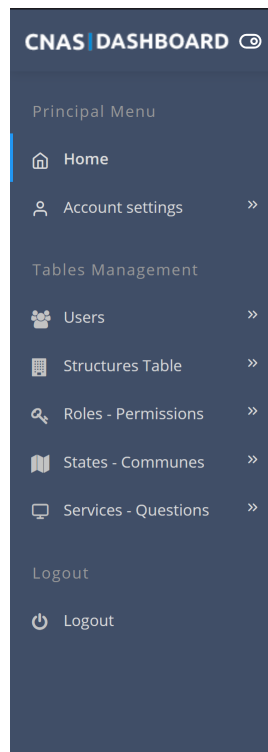 CNAS|DASHBOARD
Principal Menu
Home
Account settings »
Tables Management
Users »
Structures Table »
Roles - Permissions »
States - Communes »
Services - Questions »
Logout
Logout